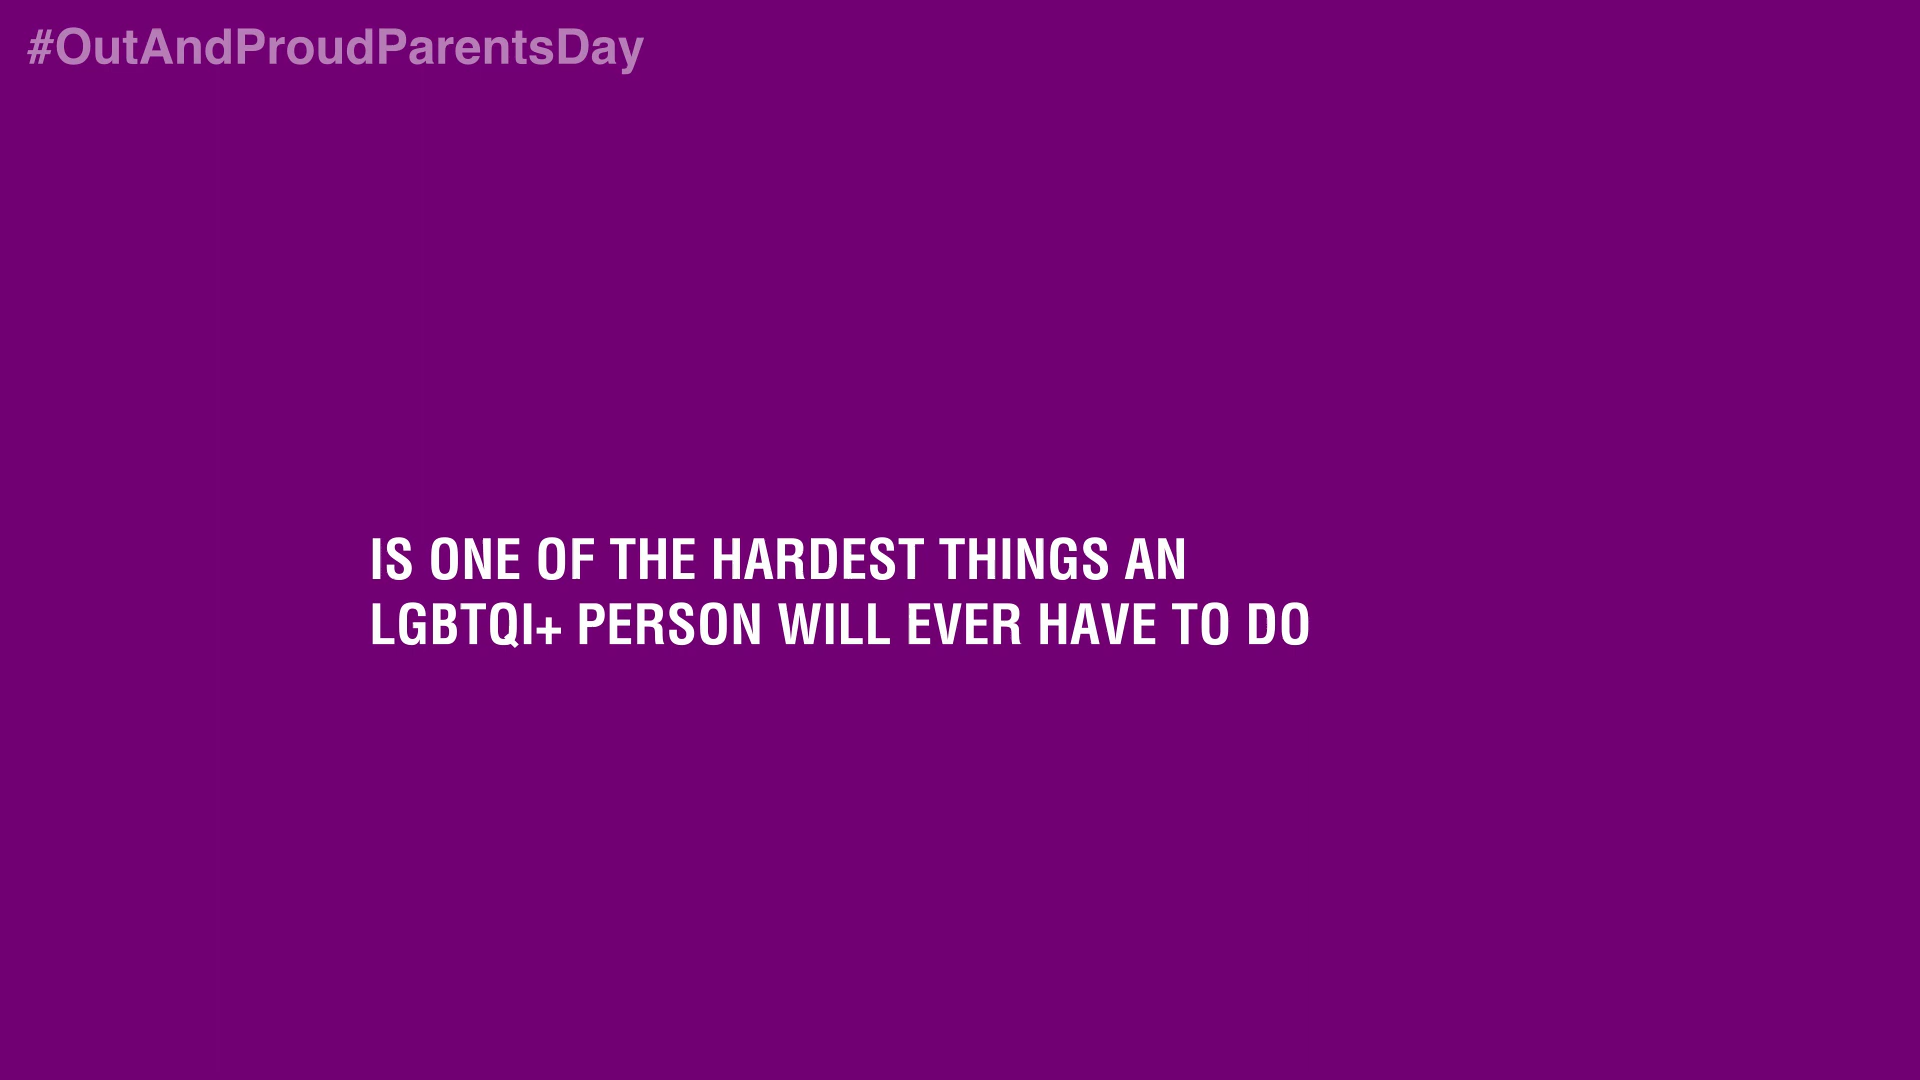 #OutAndProudParentsDay
IS ONE OF THE HARDEST THINGS AN
LGBTQI+ PERSON WILL EVER HAVE TO DO